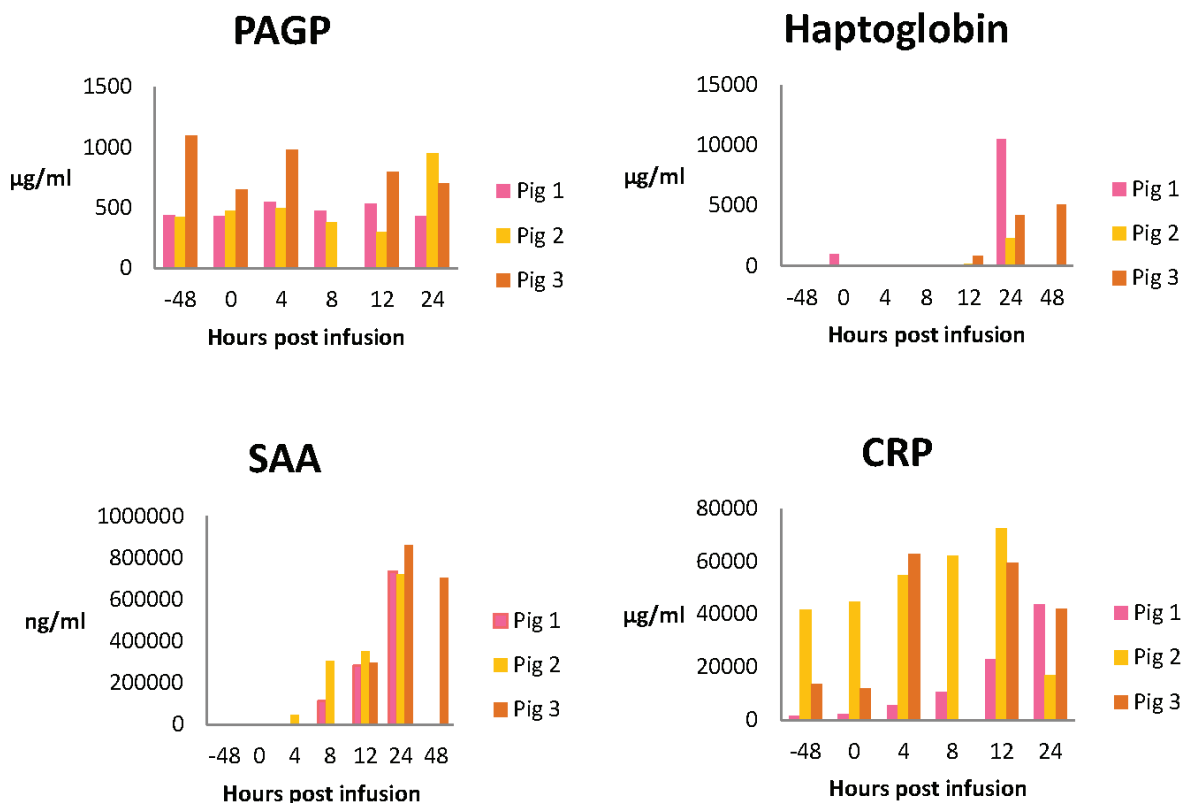 PAGP
1500
1000
500
0
µg/ml
-48 0 4 8 12 24
Hours post infusion
Pig 1
Pig 2
Pig 3
Haptoglobin
15000
10000
5000
0
µg/ml
-48 0 4 8 12 24 48
Hours post infusion
Pig 1
Pig 2
Pig 3
SAA
1000000
800000
600000
400000
200000
0
ng/ml
-48 0 4 8 12 24 48
Hours post infusion
Pig 1
Pig 2
Pig 3
CRP
80000
60000
40000
20000
0
µg/ml
-48 0 4 8 12 24
Hours post infusion
Pig 1
Pig 2
Pig 3